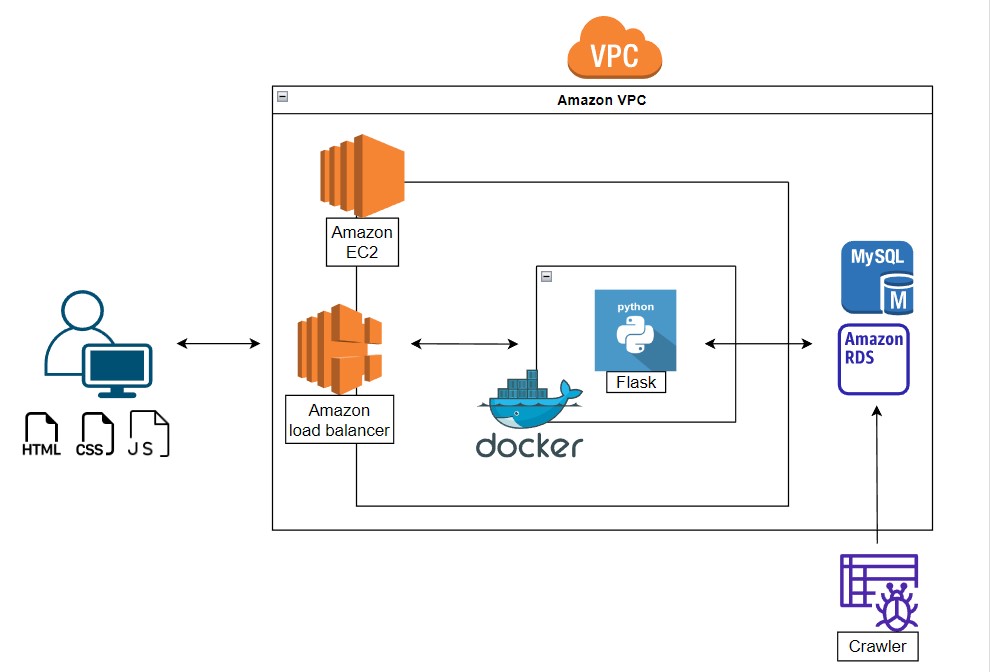 VPC
Amazon VPC
Amazon
EC2
MySQL
M
python
Amazon
RDS
Flask
Amazon
load balancer
docker
HTML
CSS
JS
Crawler